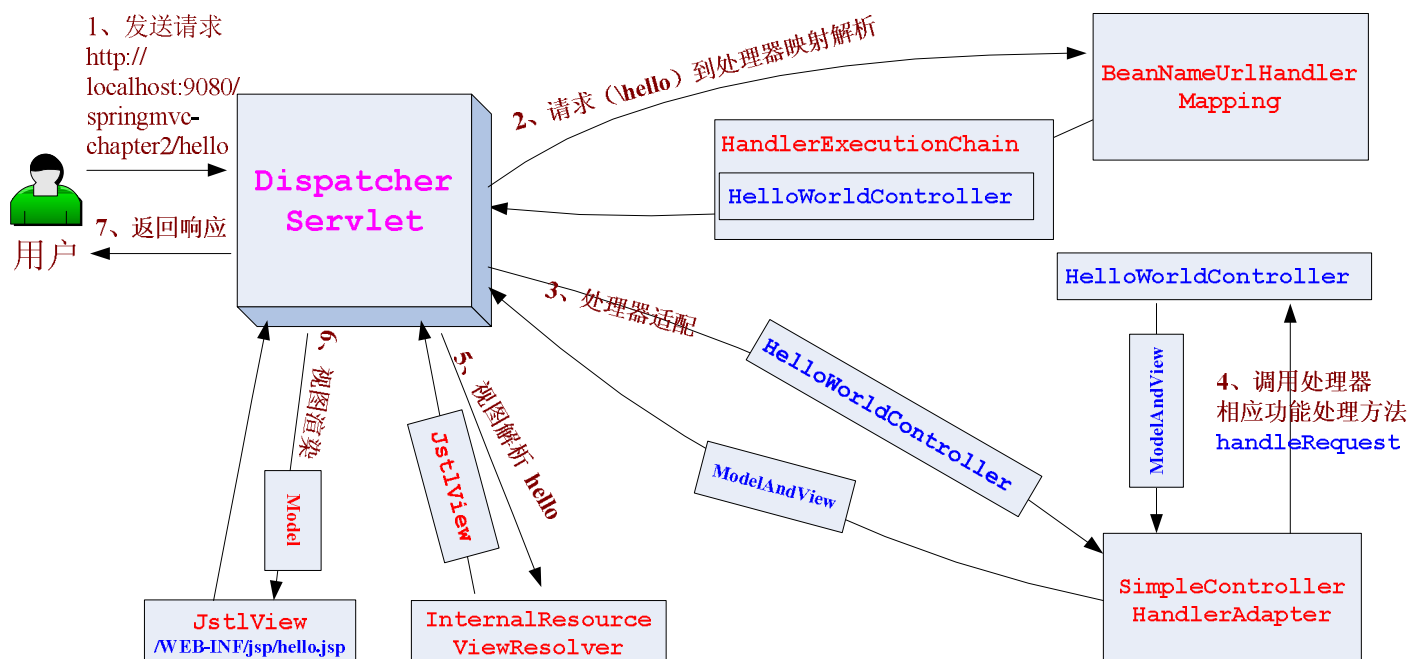 1、发送请求
http://
localhost:9080/
springmvc-
chapter2/hello
用户
7、返回响应
Dispatcher
Servlet
2、请求（\hello）到处理器映射解析
BeanNameUrlHandler
Mapping
HandlerExecutionChain
HelloWorldController
3、处理器适配
HelloWorldController
ModelAndView
HelloWorldController
ModelAndView
4、调用处理器
相应功能处理方法
handleRequest
SimpleController
HandlerAdapter
5、视图解析 hello
JstlView
InternalResource
ViewResolver
6、视图渲染
Model
JstlView
/WEB-INF/jsp/hello.jsp